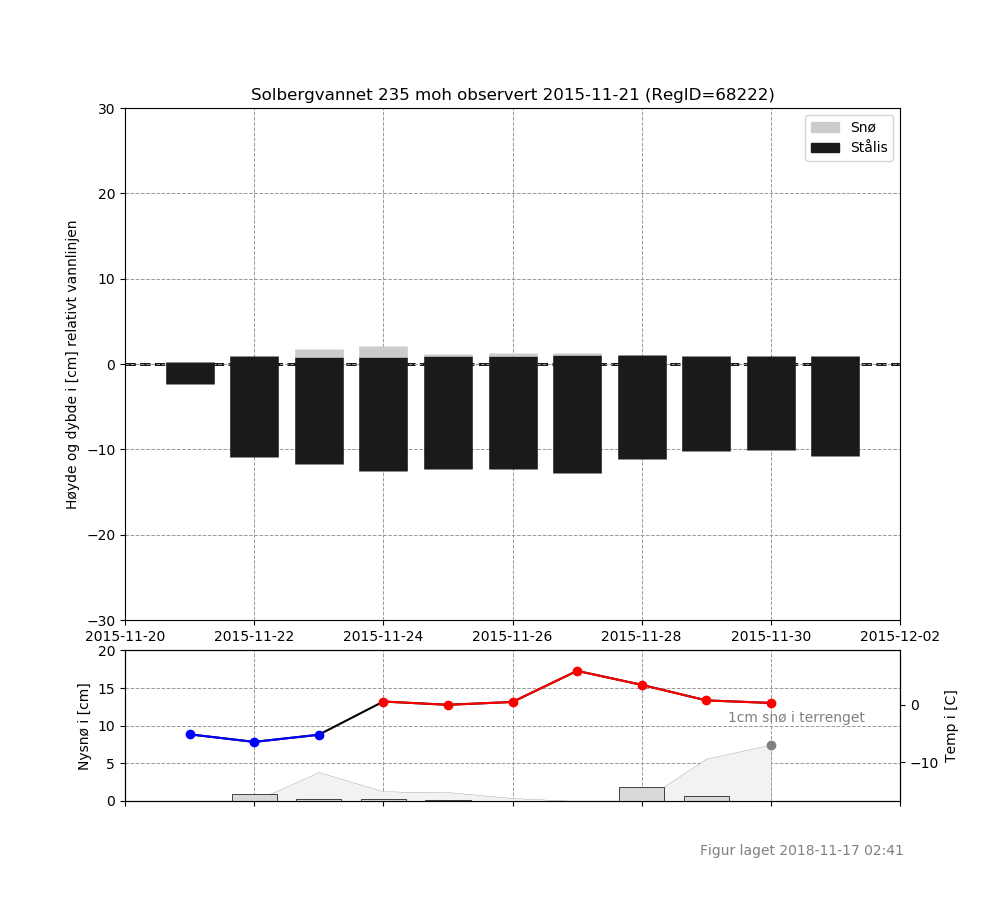 Solbergvannet 235 moh observert 2015-11-21 (RegID=68222)
Høyde og dybde i [cm] relativt vannlinjen
30
20
10
0
−10
−20
−30
Snø
Stålis
2015-11-20 2015-11-22 2015-11-24 2015-11-26 2015-11-28 2015-11-30 2015-12-02
Nysnø i [cm]
20
15
10
5
0
1cm snø i terrenget
0
−10
Temp i [C]
Figur laget 2018-11-17 02:41